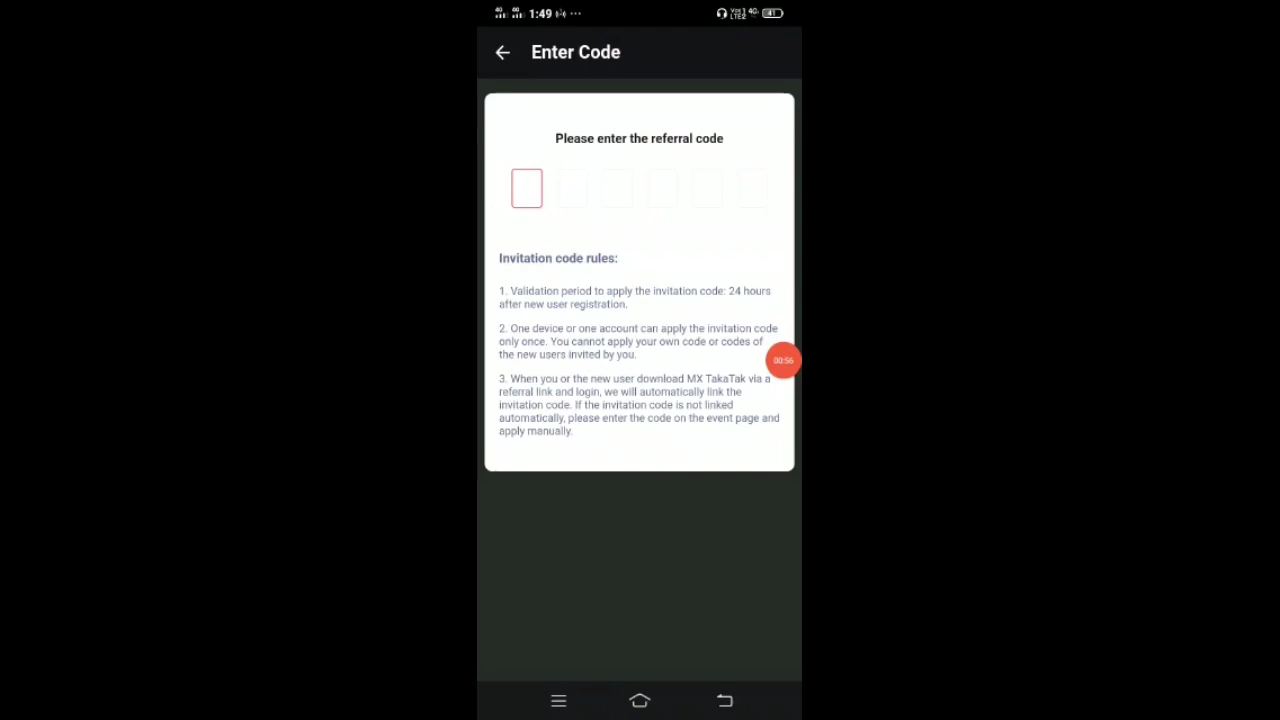 1:49
Enter Code
Please enter the referral code
Invitation code rules:
1. Validation period to apply the invitation code: 24 hours
after new user registration.
2. One device or one account can apply the invitation code
only once. You cannot apply your own code or codes of
the new users invited by you.
00:56
3. When you or the new user download MX TakaTak via a
referral link and login, we will automatically link the
invitation code. If the invitation code is not linked
automatically, please enter the code on the event page and
apply manually.